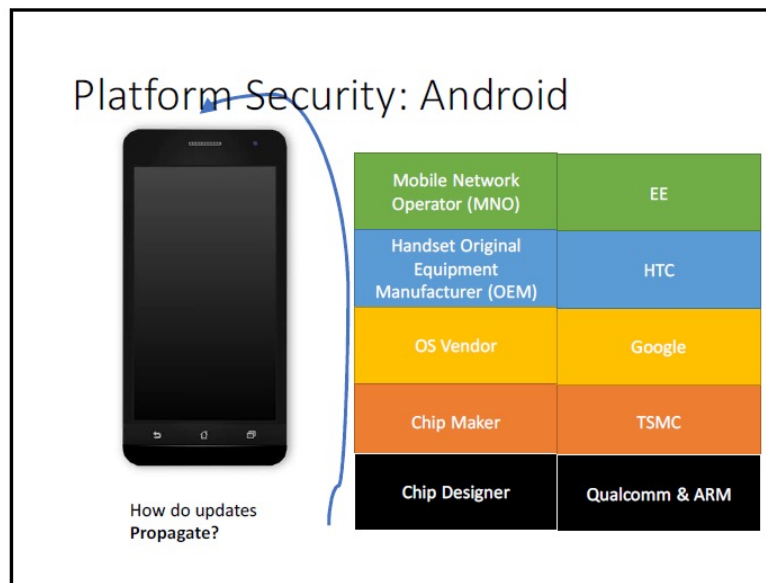 Platform Security: Android
Mobile Network
Operator (MNO)
EE
Handset Original
Equipment
Manufacturer (OEM)
HTC
OS Vendor
Google
Chip Maker
TSMC
Chip Designer
Qualcomm & ARM
How do updates
Propagate?